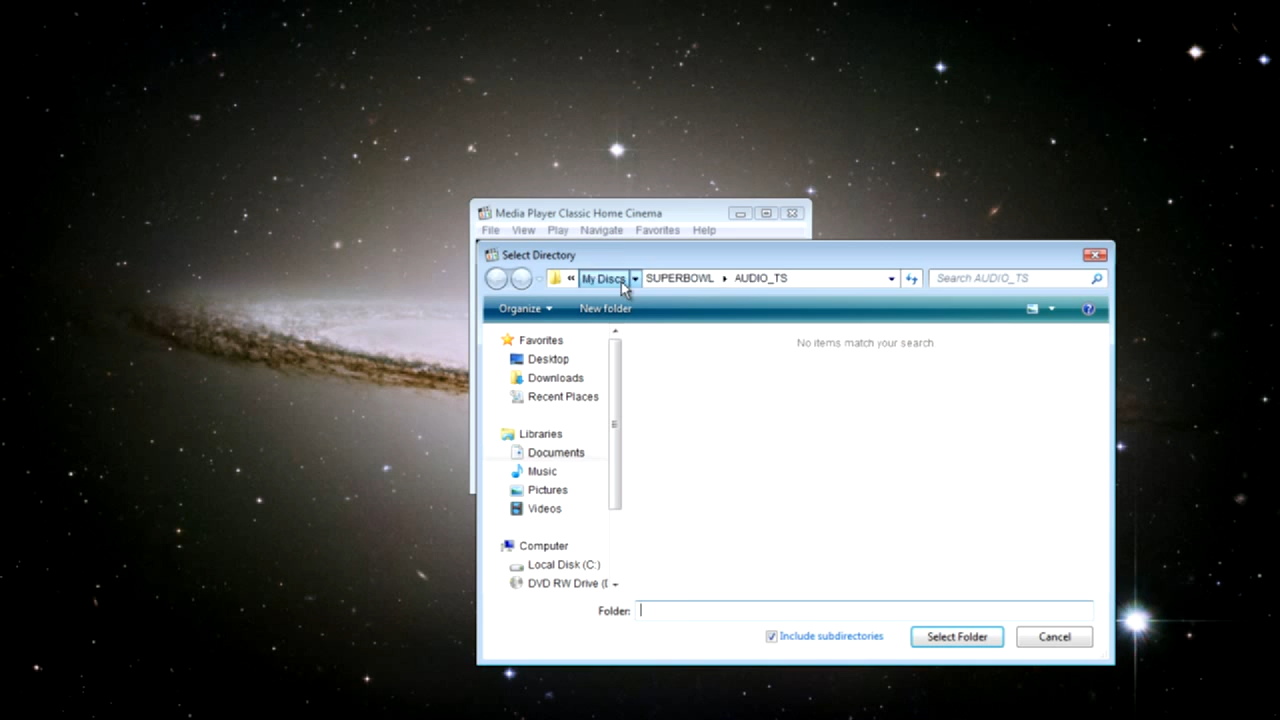 Media Player Classic Home Cinema
File View Play Navigate Favorites Help
Select Directory
« My Discs SUPERBOWL AUDIO_TS Search AUDIO_TS
Organize New folder
No items match your search
Favorites
Desktop
Downloads
Recent Places
Libraries
Documents
Music
Pictures
Videos
Computer
Local Disk (C:)
DVD RW Drive (
Folder:
Include subdirectories Select Folder Cancel